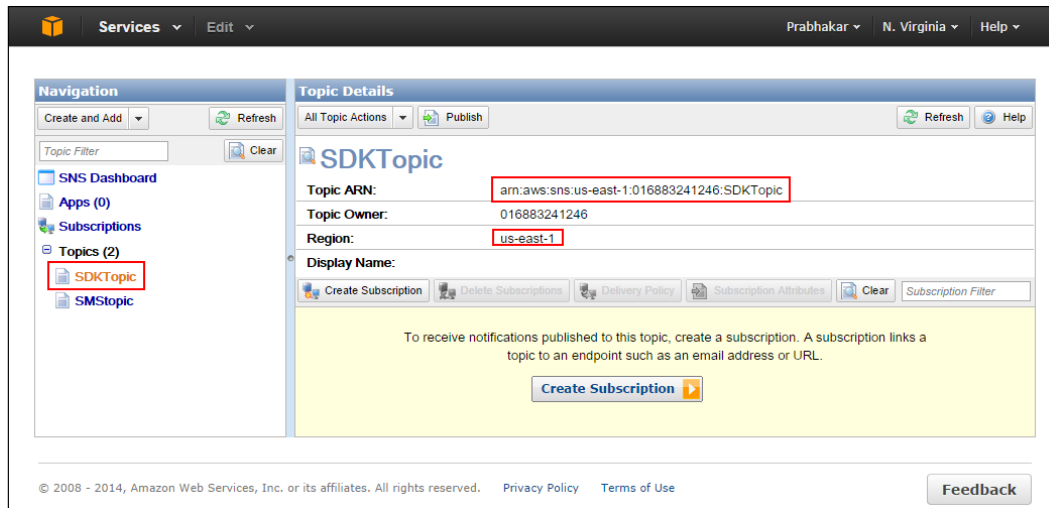 Services Edit Prabhakar N. Virginia Help
Navigation
Create and Add Refresh
Topic Filter Clear
SNS Dashboard
Apps (0)
Subscriptions
Topics (2)
SDKTopic
SMStopic
Topic Details
All Topic Actions Publish Refresh Help
SDKTopic
Topic ARN: arn:aws:sns:us-east-1:016883241246:SDKTopic
Topic Owner: 016883241246
Region: us-east-1
Display Name:
Create Subscription Delete Subscriptions Delivery Policy Subscription Attributes Clear Subscription Filter
To receive notifications published to this topic, create a subscription. A subscription links a
topic to an endpoint such as an email address or URL.
Create Subscription
© 2008 - 2014, Amazon Web Services, Inc. or its affiliates. All rights reserved. Privacy Policy Terms of Use Feedback